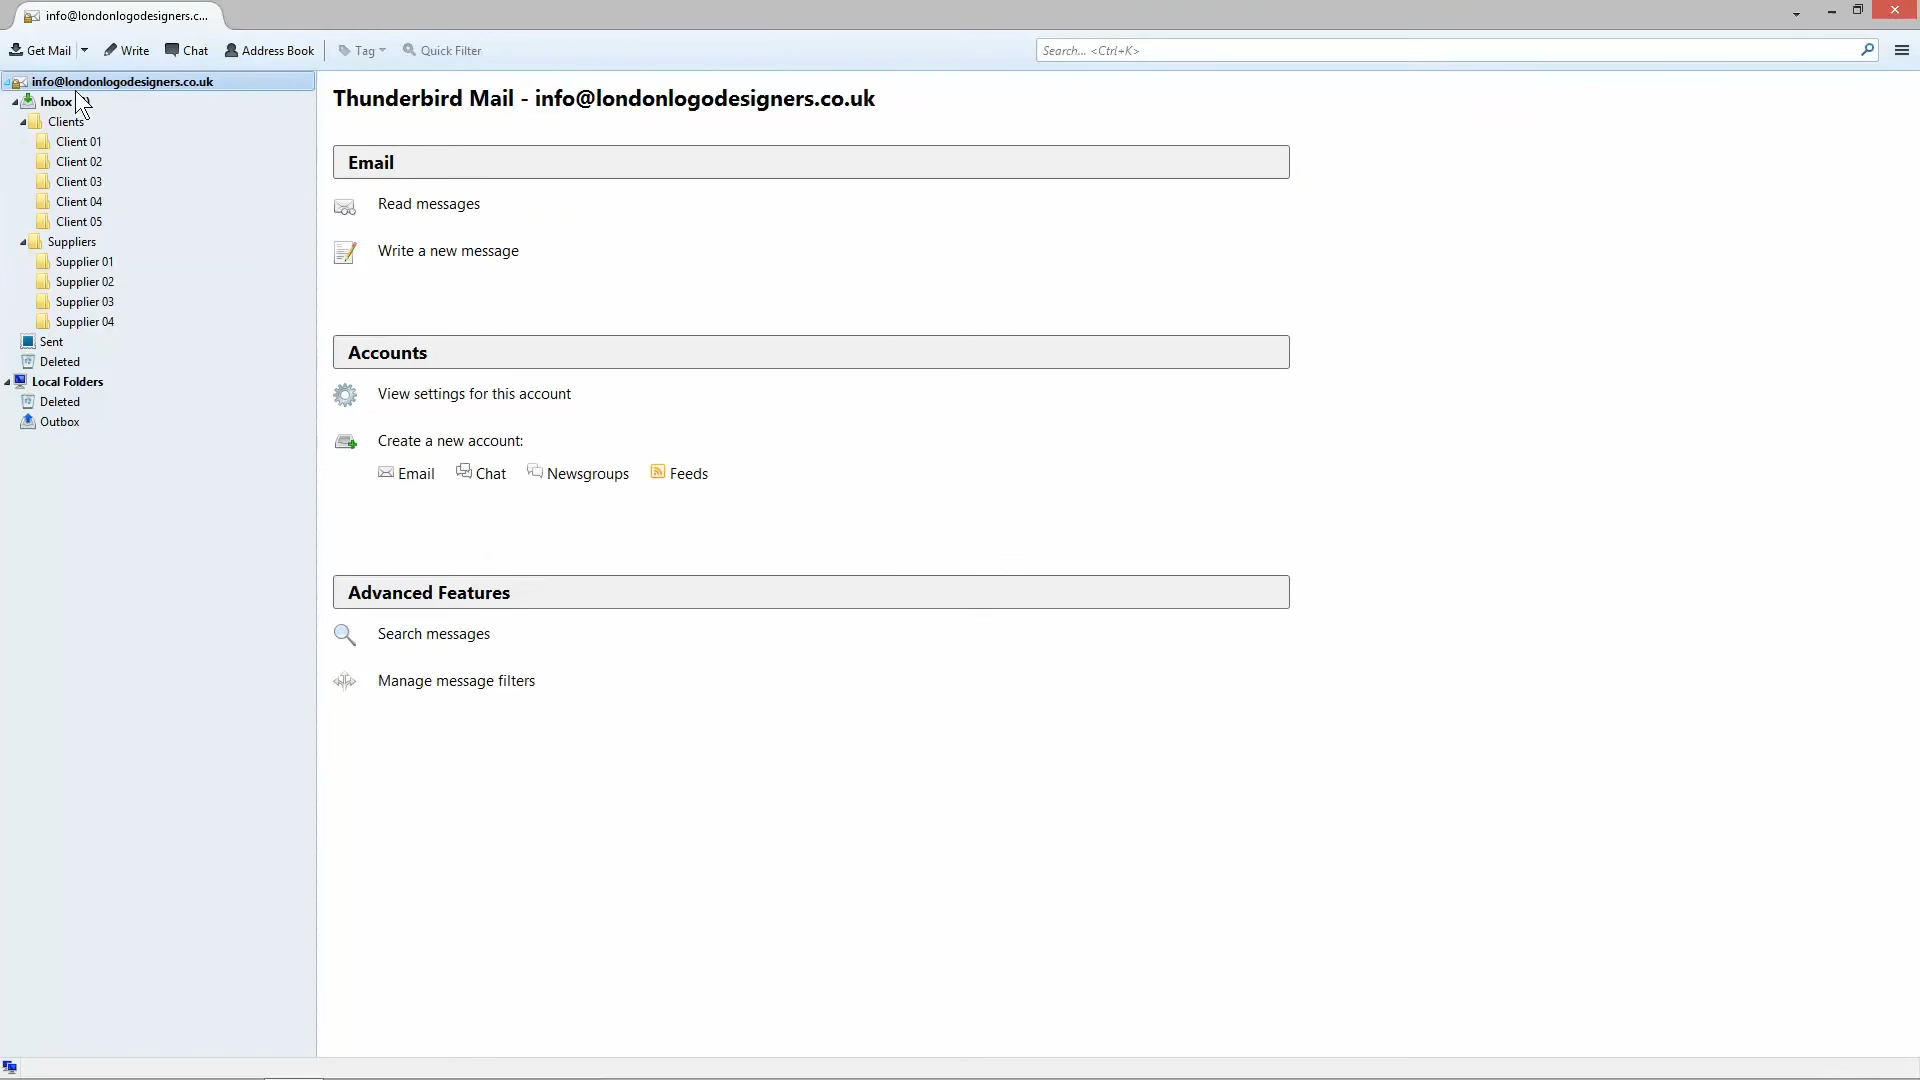 info@londonlogodesigners.c...
Get Mail Write Chat Address Book Tag Quick Filter Search... <Ctrl+K>
info@londonlogodesigners.co.uk
Inbox
Clients
Client 01
Client 02
Client 03
Client 04
Client 05
Suppliers
Supplier 01
Supplier 02
Supplier 03
Supplier 04
Sent
Deleted
Local Folders
Deleted
Outbox
Thunderbird Mail - info@londonlogodesigners.co.uk
Email
Read messages
Write a new message
Accounts
View settings for this account
Create a new account:
Email Chat Newsgroups Feeds
Advanced Features
Search messages
Manage message filters